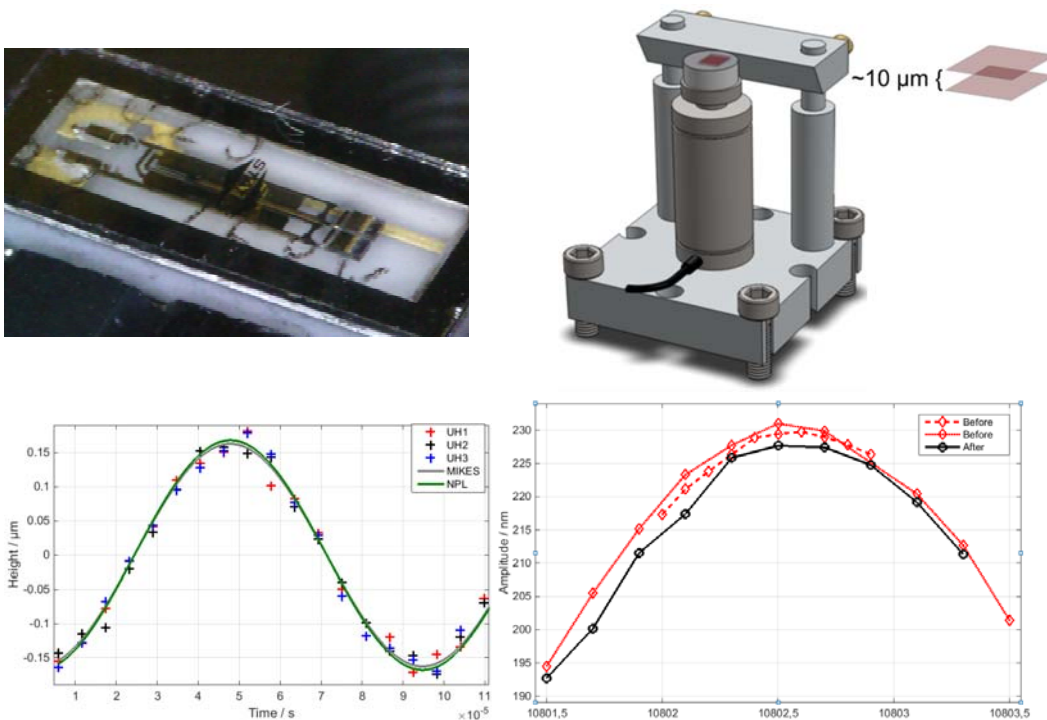 ~10 µm {
UH1
UH2
UH3
MIKES
NPL
Height / µm
0.15
0.1
0.05
0
-0.05
-0.1
-0.15
2 3 4 5 6 7 8 9 10 11
Time / s
×10⁻⁵
Before
Before
After
Amplitude / nm
230
225
220
215
210
205
200
195
190
10801,5 10802 10802,5 10803 10803,5